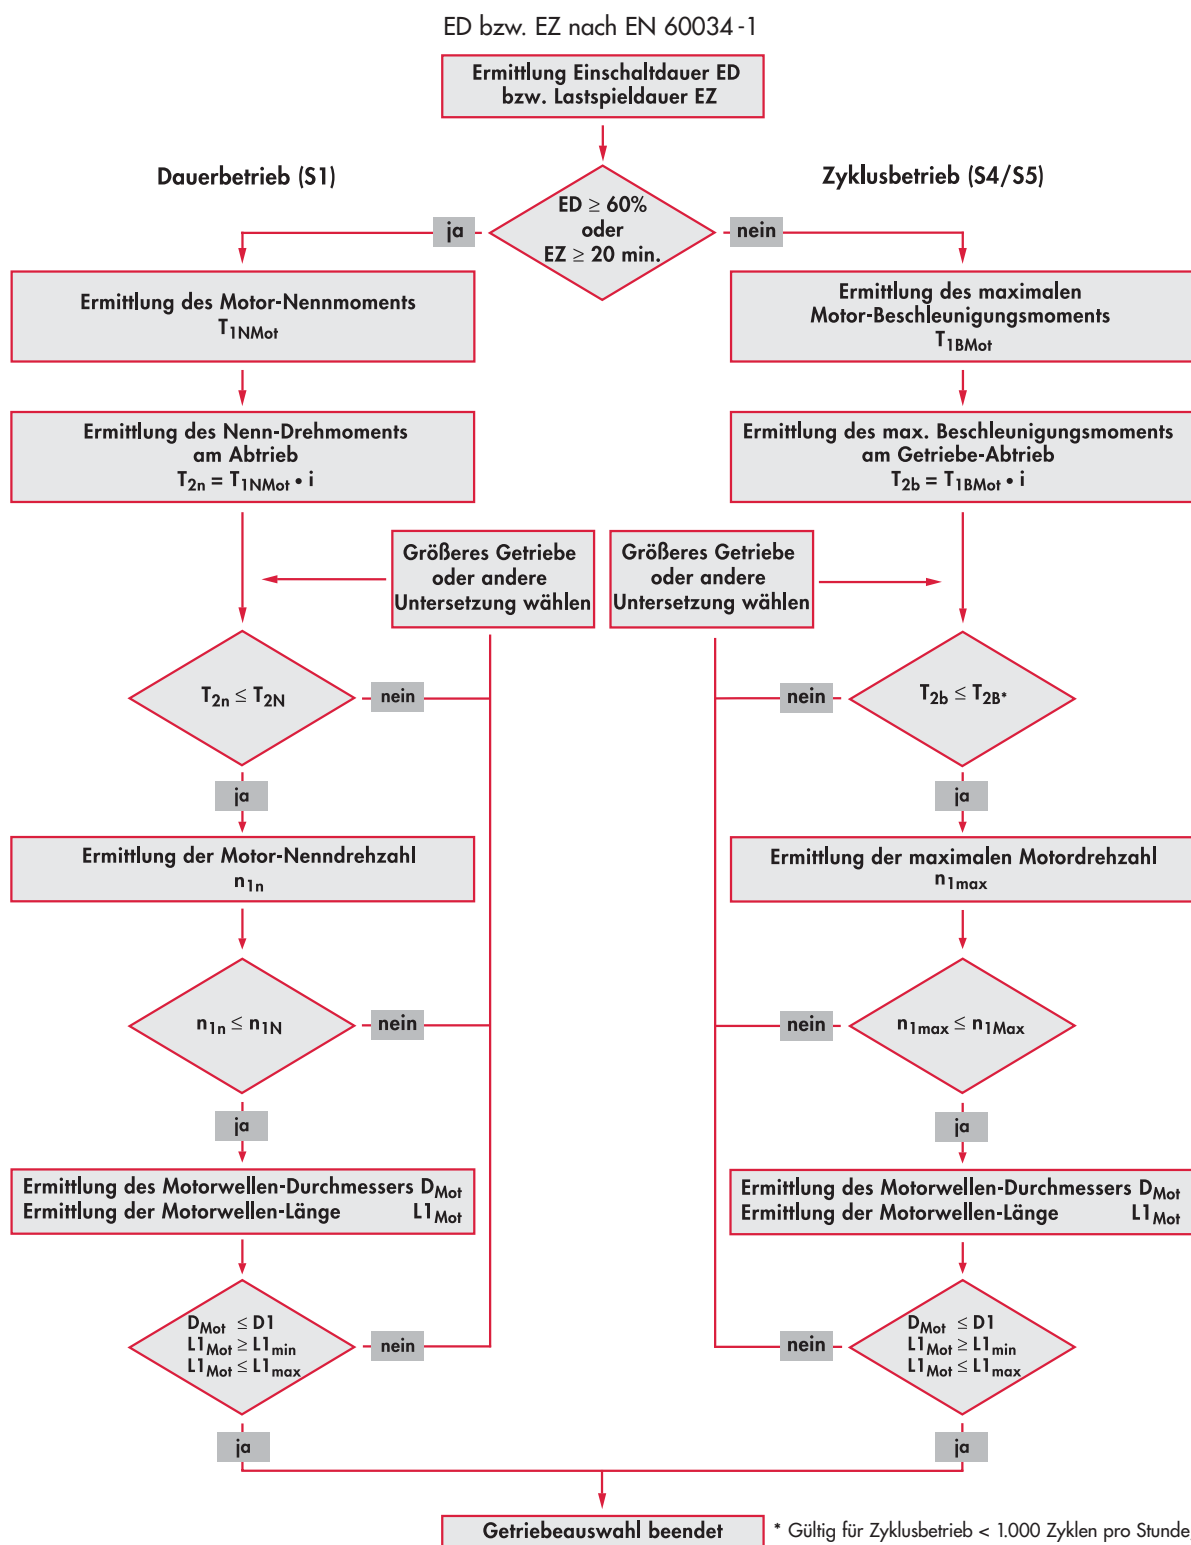 ED bzw. EZ nach EN 60034-1
Ermittlung Einschaltdauer ED
bzw. Lastspieldauer EZ
Dauerbetrieb (S1)
Zyklusbetrieb (S4/S5)
ED ≥ 60%
oder
EZ ≥ 20 min.
ja
nein
Ermittlung des Motor-Nennmoments
T1NMot
Ermittlung des maximalen
Motor-Beschleunigungsmoments
T1BMot
Ermittlung des Nenn-Drehmoments
am Abtrieb
T2n = T1NMot • i
Ermittlung des max. Beschleunigungsmoments
am Getriebe-Abtrieb
T2b = T1BMot • i
Größeres Getriebe
oder andere
Untersetzung wählen
Größeres Getriebe
oder andere
Untersetzung wählen
T2n ≤ T2N
nein
nein
T2b ≤ T2B*
ja
ja
Ermittlung der Motor-Nenndrehzahl
n1n
Ermittlung der maximalen Motordrehzahl
n1max
n1n ≤ n1N
nein
nein
n1max ≤ n1Max
ja
ja
Ermittlung des Motorwellen-Durchmessers DMot
Ermittlung der Motorwellen-Länge L1Mot
Ermittlung des Motorwellen-Durchmessers DMot
Ermittlung der Motorwellen-Länge L1Mot
DMot ≤ D1
L1Mot ≥ L1min
L1Mot ≤ L1max
nein
nein
DMot ≤ D1
L1Mot ≥ L1min
L1Mot ≤ L1max
ja
ja
Getriebeauswahl beendet
* Gültig für Zyklusbetrieb < 1.000 Zyklen pro Stunde